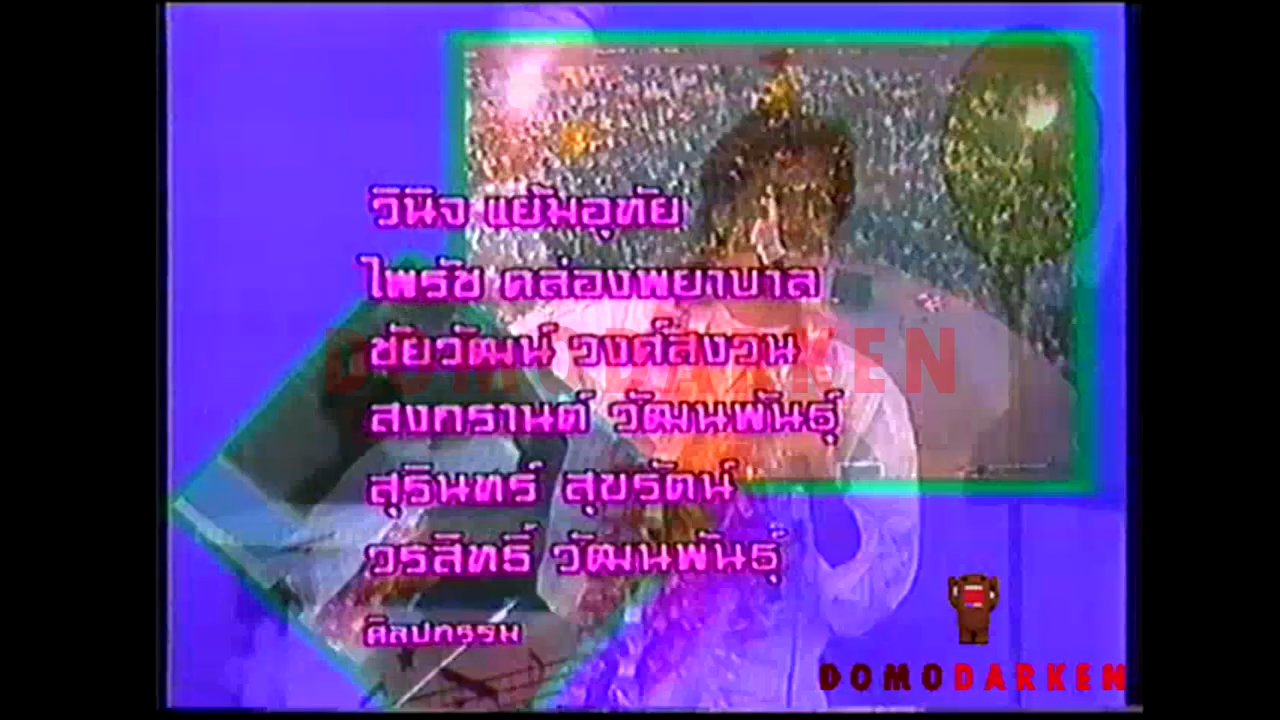 วินิจ แย้มอุทัย
ไพรัช คล่องพยาบาล
ชัยวัฒน์ วงศ์สงวน
สงกรานต์ วัฒนพันธุ์
สุรินทร์ สุขรัตน์
วรสิทธิ์ วัฒนพันธุ์
ศิลปกรรม
DOMODARKEN
DOMODARKEN